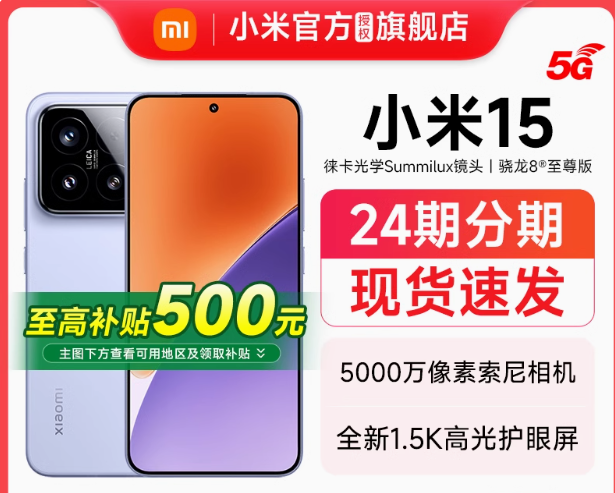 小米官方授权旗舰店
5G
小米15
徕卡光学Summilux镜头丨骁龙8®至尊版
24期分期
现货速发
至高补贴500元
主图下方查看可用地区及领取补贴
5000万像素索尼相机
全新1.5K高光护眼屏
LEICA
xiaomi